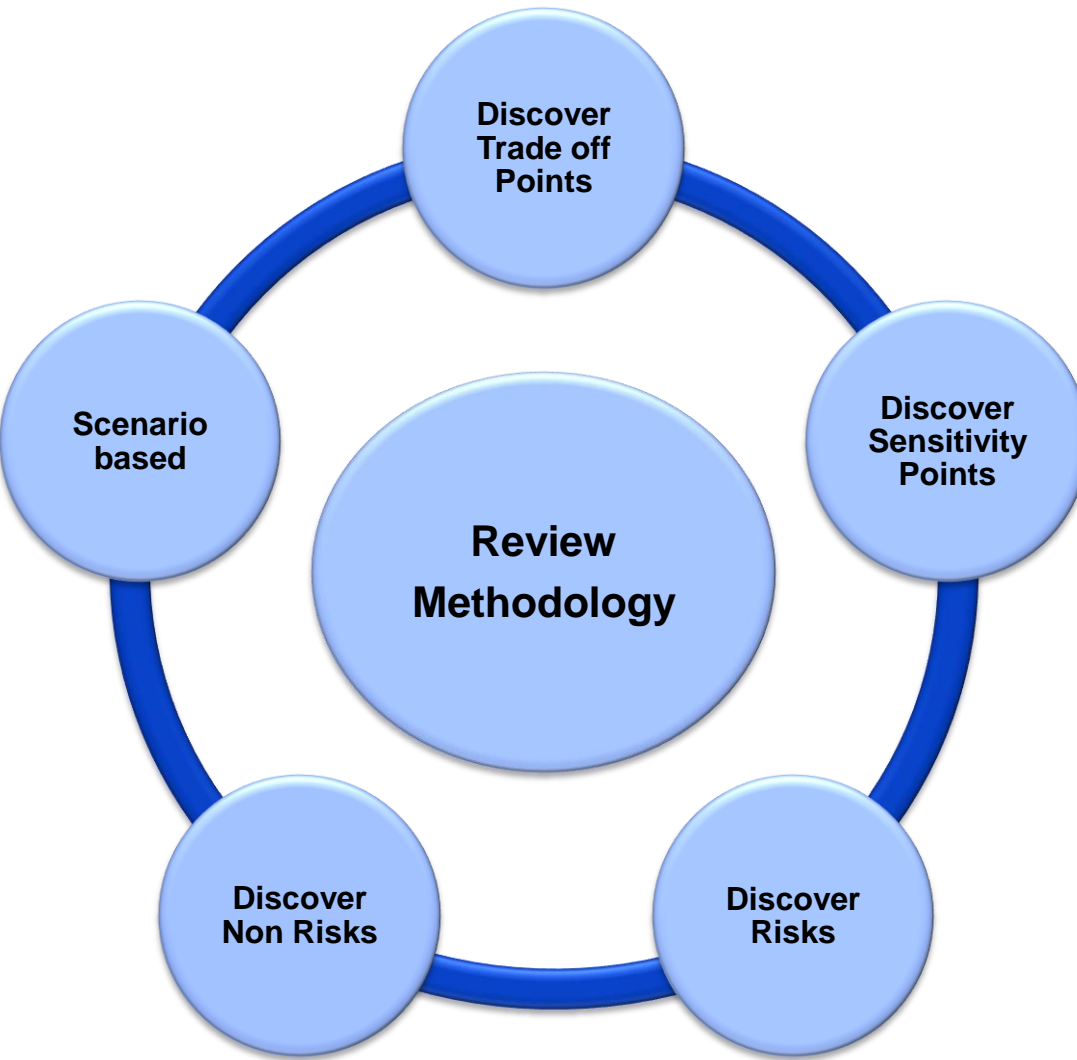 Discover
Trade off
Points
Scenario
based
Discover
Sensitivity
Points
Review
Methodology
Discover
Non Risks
Discover
Risks